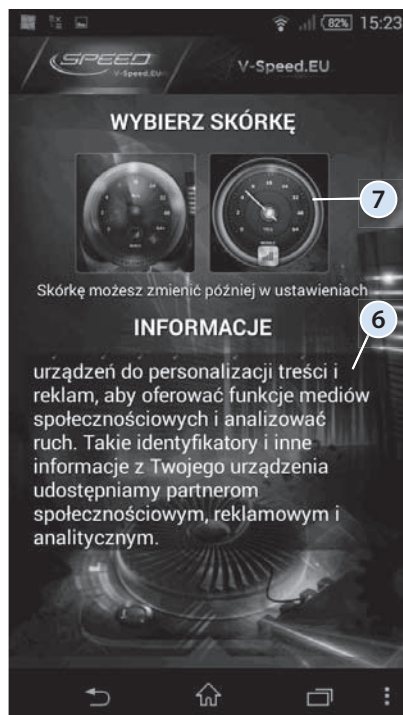 82% 15:23
SPEED
V-Speed.EU
V-Speed.EU
WYBIERZ SKÓRKĘ
7
Skórkę możesz zmienić później w ustawieniach
INFORMACJE
6
urządzeń do personalizacji treści i
reklam, aby oferować funkcje mediów
społecznościowych i analizować
ruch. Takie identyfikatory i inne
informacje z Twojego urządzenia
udostępniamy partnerom
społecznościowym, reklamowym i
analitycznym.